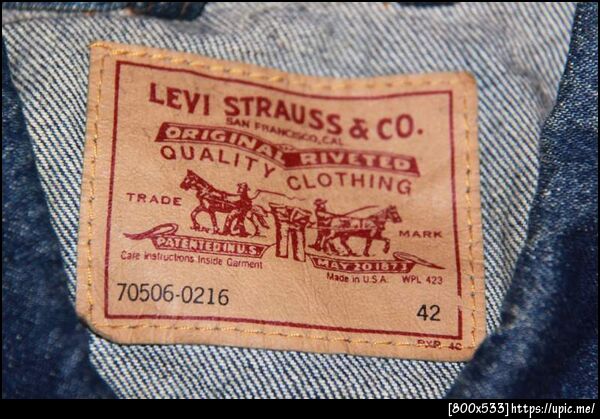 LEVI STRAUSS & CO.
SAN FRANCISCO, CAL.
ORIGINAL RIVETED
QUALITY CLOTHING
TRADE MARK
PATENTED IN U.S. MAY 20 1873
Care Instructions Inside Garment
Made in U.S.A. WPL 423
70506-0216 42
[800x533]https://upic.me/